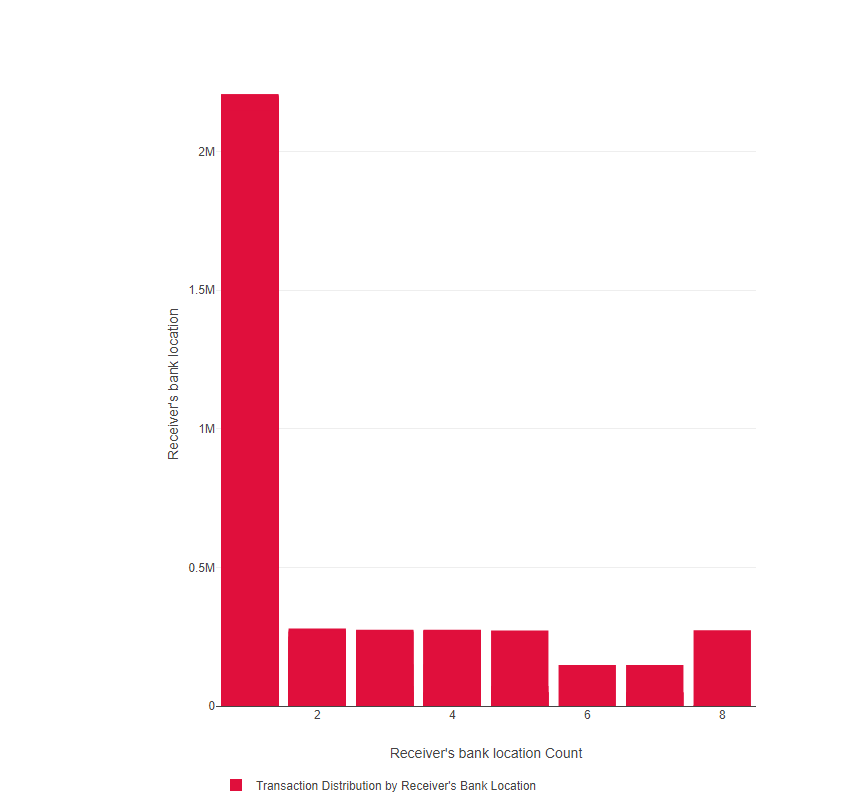 2M
1.5M
1M
0.5M
0
Receiver's bank location
2 4 6 8
Receiver's bank location Count
Transaction Distribution by Receiver's Bank Location